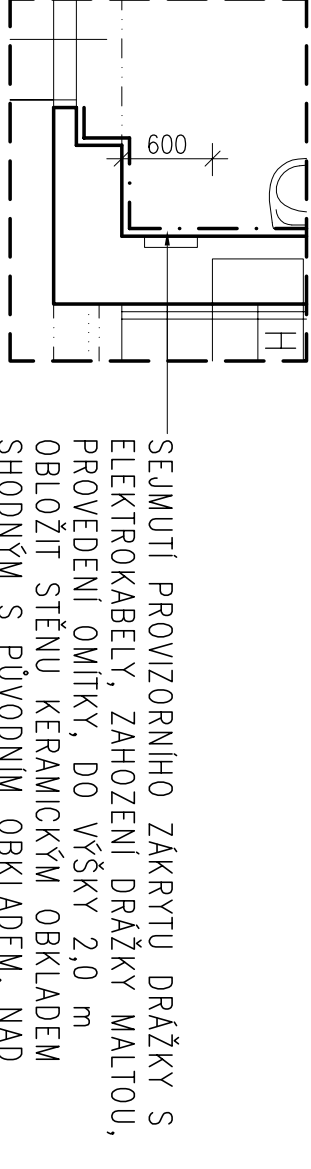 600
H
SEJMUTÍ PROVIZORNÍHO ZÁKRYTU DRÁŽKY S
ELEKTROKABELY, ZAHOZENÍ DRÁŽKY MALTOU,
PROVEDENÍ OMÍTKY, DO VÝŠKY 2,0 m
OBLOŽIT STĚNU KERAMICKÝM OBKLADEM
SHODNÝM S PŮVODNÍM OBKLADEM, NAD